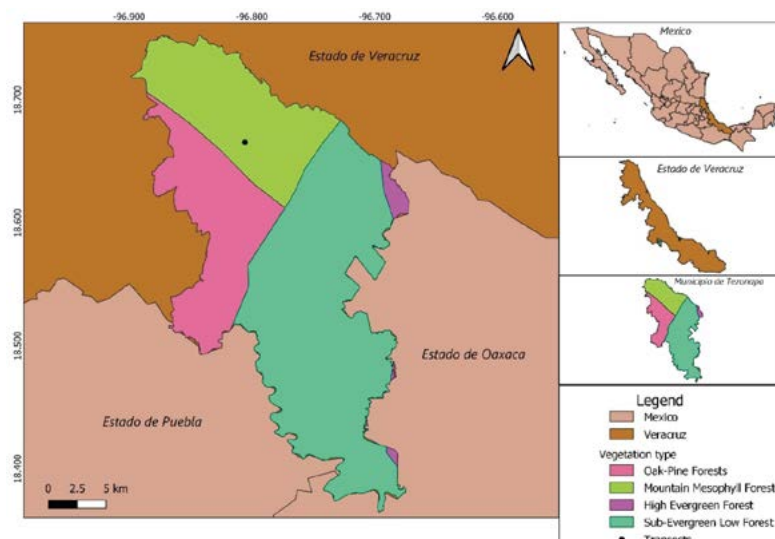 -96.900 -96.800 -96.700 -96.600
18.700
18.600
18.500
18.400
Estado de Veracruz
Estado de Oaxaca
Estado de Puebla
0 2.5 5 km
Mexico
Estado de Veracruz
Municipio de Tezonapa
Legend
Mexico
Veracruz
Vegetation type
Oak-Pine Forests
Mountain Mesophyll Forest
High Evergreen Forest
Sub-Evergreen Low Forest
Transects